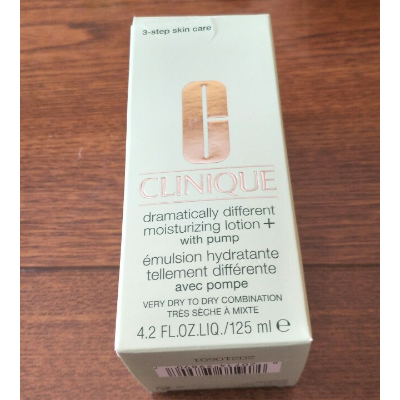 3-step skin care
CLINIQUE
dramatically different
moisturizing lotion +
with pump
émulsion hydratante
tellement différente
avec pompe
VERY DRY TO DRY COMBINATION
TRÈS SÈCHE À MIXTE
4.2 FL.OZ.LIQ./125 ml ℮